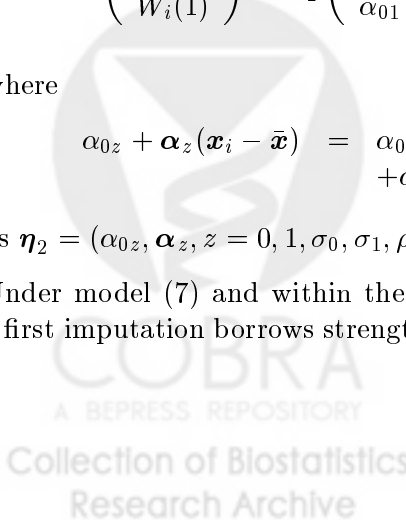 W_i(1) ) ( α_01
where
α_0z + α_z(x_i − x̄) = α_0
+α
s η_2 = (α_0z, α_z, z = 0, 1, σ_0, σ_1, ρ
Under model (7) and within the
first imputation borrows strengt
COBRA
A BEPRESS REPOSITORY
Collection of Biostatistics
Research Archive